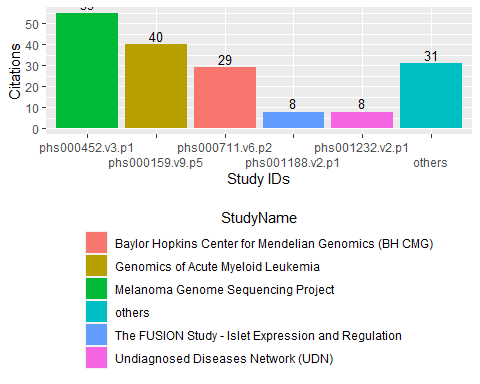 40
29
8
8
31
50
40
30
20
10
0
Citations
phs000452.v3.p1 phs000711.v6.p2 phs001232.v2.p1
phs000159.v9.p5 phs001188.v2.p1 others
Study IDs
StudyName
Baylor Hopkins Center for Mendelian Genomics (BH CMG)
Genomics of Acute Myeloid Leukemia
Melanoma Genome Sequencing Project
others
The FUSION Study - Islet Expression and Regulation
Undiagnosed Diseases Network (UDN)